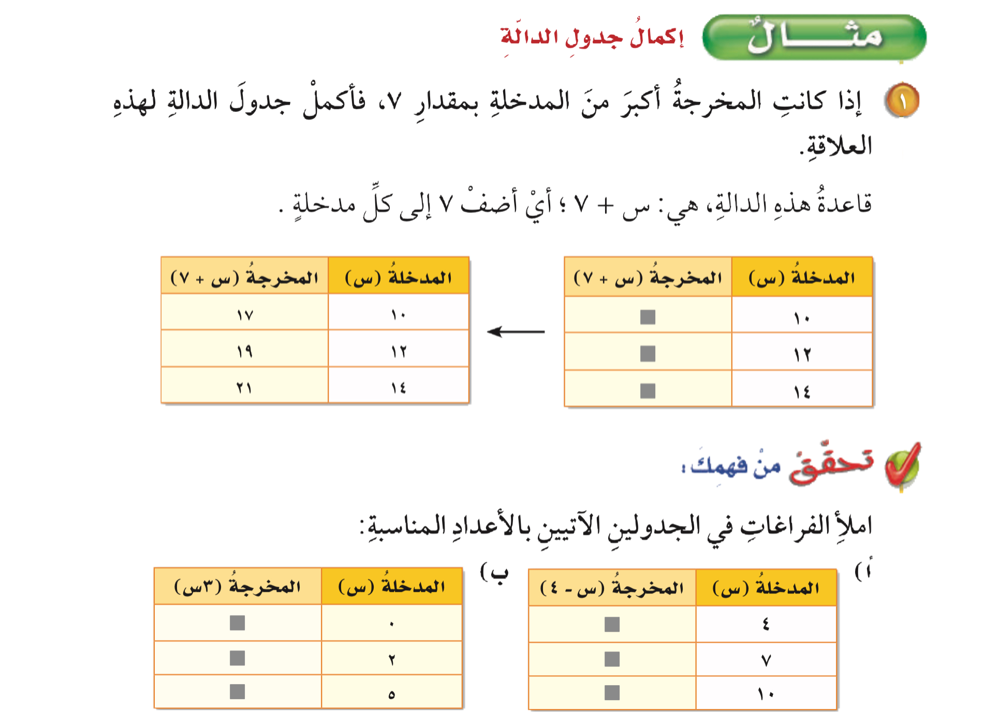 مثــــالٌ إكمالُ جدولِ الدالّةِ
١ إذا كانتِ المخرجةُ أكبرَ منَ المدخلةِ بمقدارِ ٧، فأكملْ جدولَ الدالةِ لهذهِ
العلاقةِ.
قاعدةُ هذهِ الدالةِ، هي: س + ٧ ؛ أيْ أضفْ ٧ إلى كلِّ مدخلةٍ .
المدخلةُ (س) المخرجةُ (س + ٧)
١٠ ■
١٢ ■
١٤ ■
المدخلةُ (س) المخرجةُ (س + ٧)
١٠ ١٧
١٢ ١٩
١٤ ٢١
تحقَّقْ منْ فهمِكَ:
املأِ الفراغاتِ في الجدولينِ الآتيينِ بالأعدادِ المناسبةِ:
أ)
المدخلةُ (س) المخرجةُ (س - ٤)
٤ ■
٧ ■
١٠ ■
ب)
المدخلةُ (س) المخرجةُ (٣س)
٠ ■
٢ ■
٥ ■